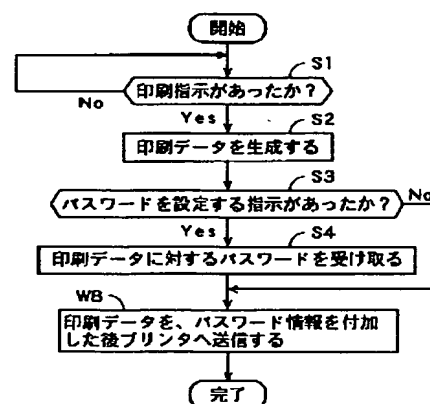 開始
S1
印刷指示があったか?
No
Yes
S2
印刷データを生成する
S3
パスワードを設定する指示があったか?
No
Yes
S4
印刷データに対するパスワードを受け取る
WB
印刷データを、パスワード情報を付加
した後プリンタへ送信する
完了